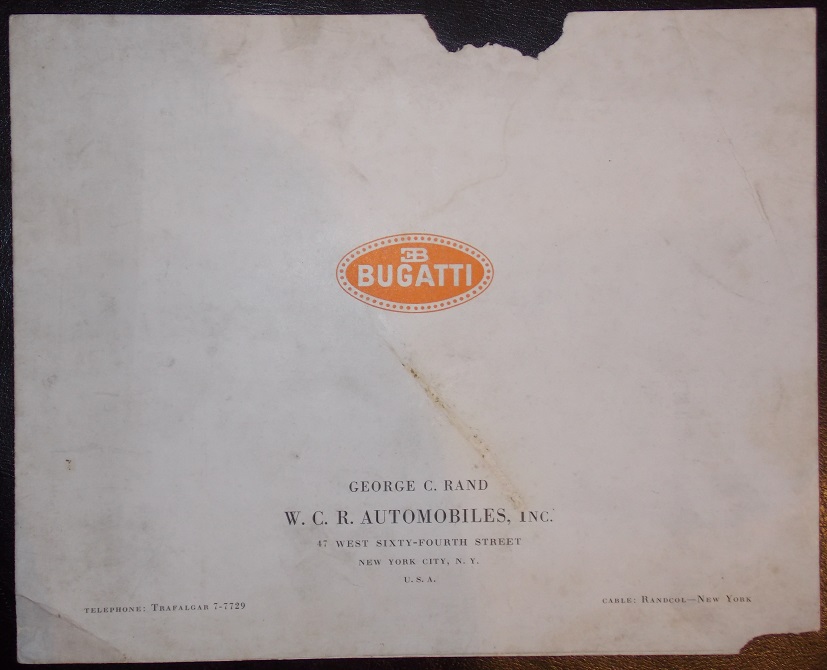 EB
BUGATTI
GEORGE C. RAND
W. C. R. AUTOMOBILES, INC.
47 WEST SIXTY-FOURTH STREET
NEW YORK CITY, N. Y.
U. S. A.
TELEPHONE: TRAFALGAR 7-7729
CABLE: RANDCOL—NEW YORK